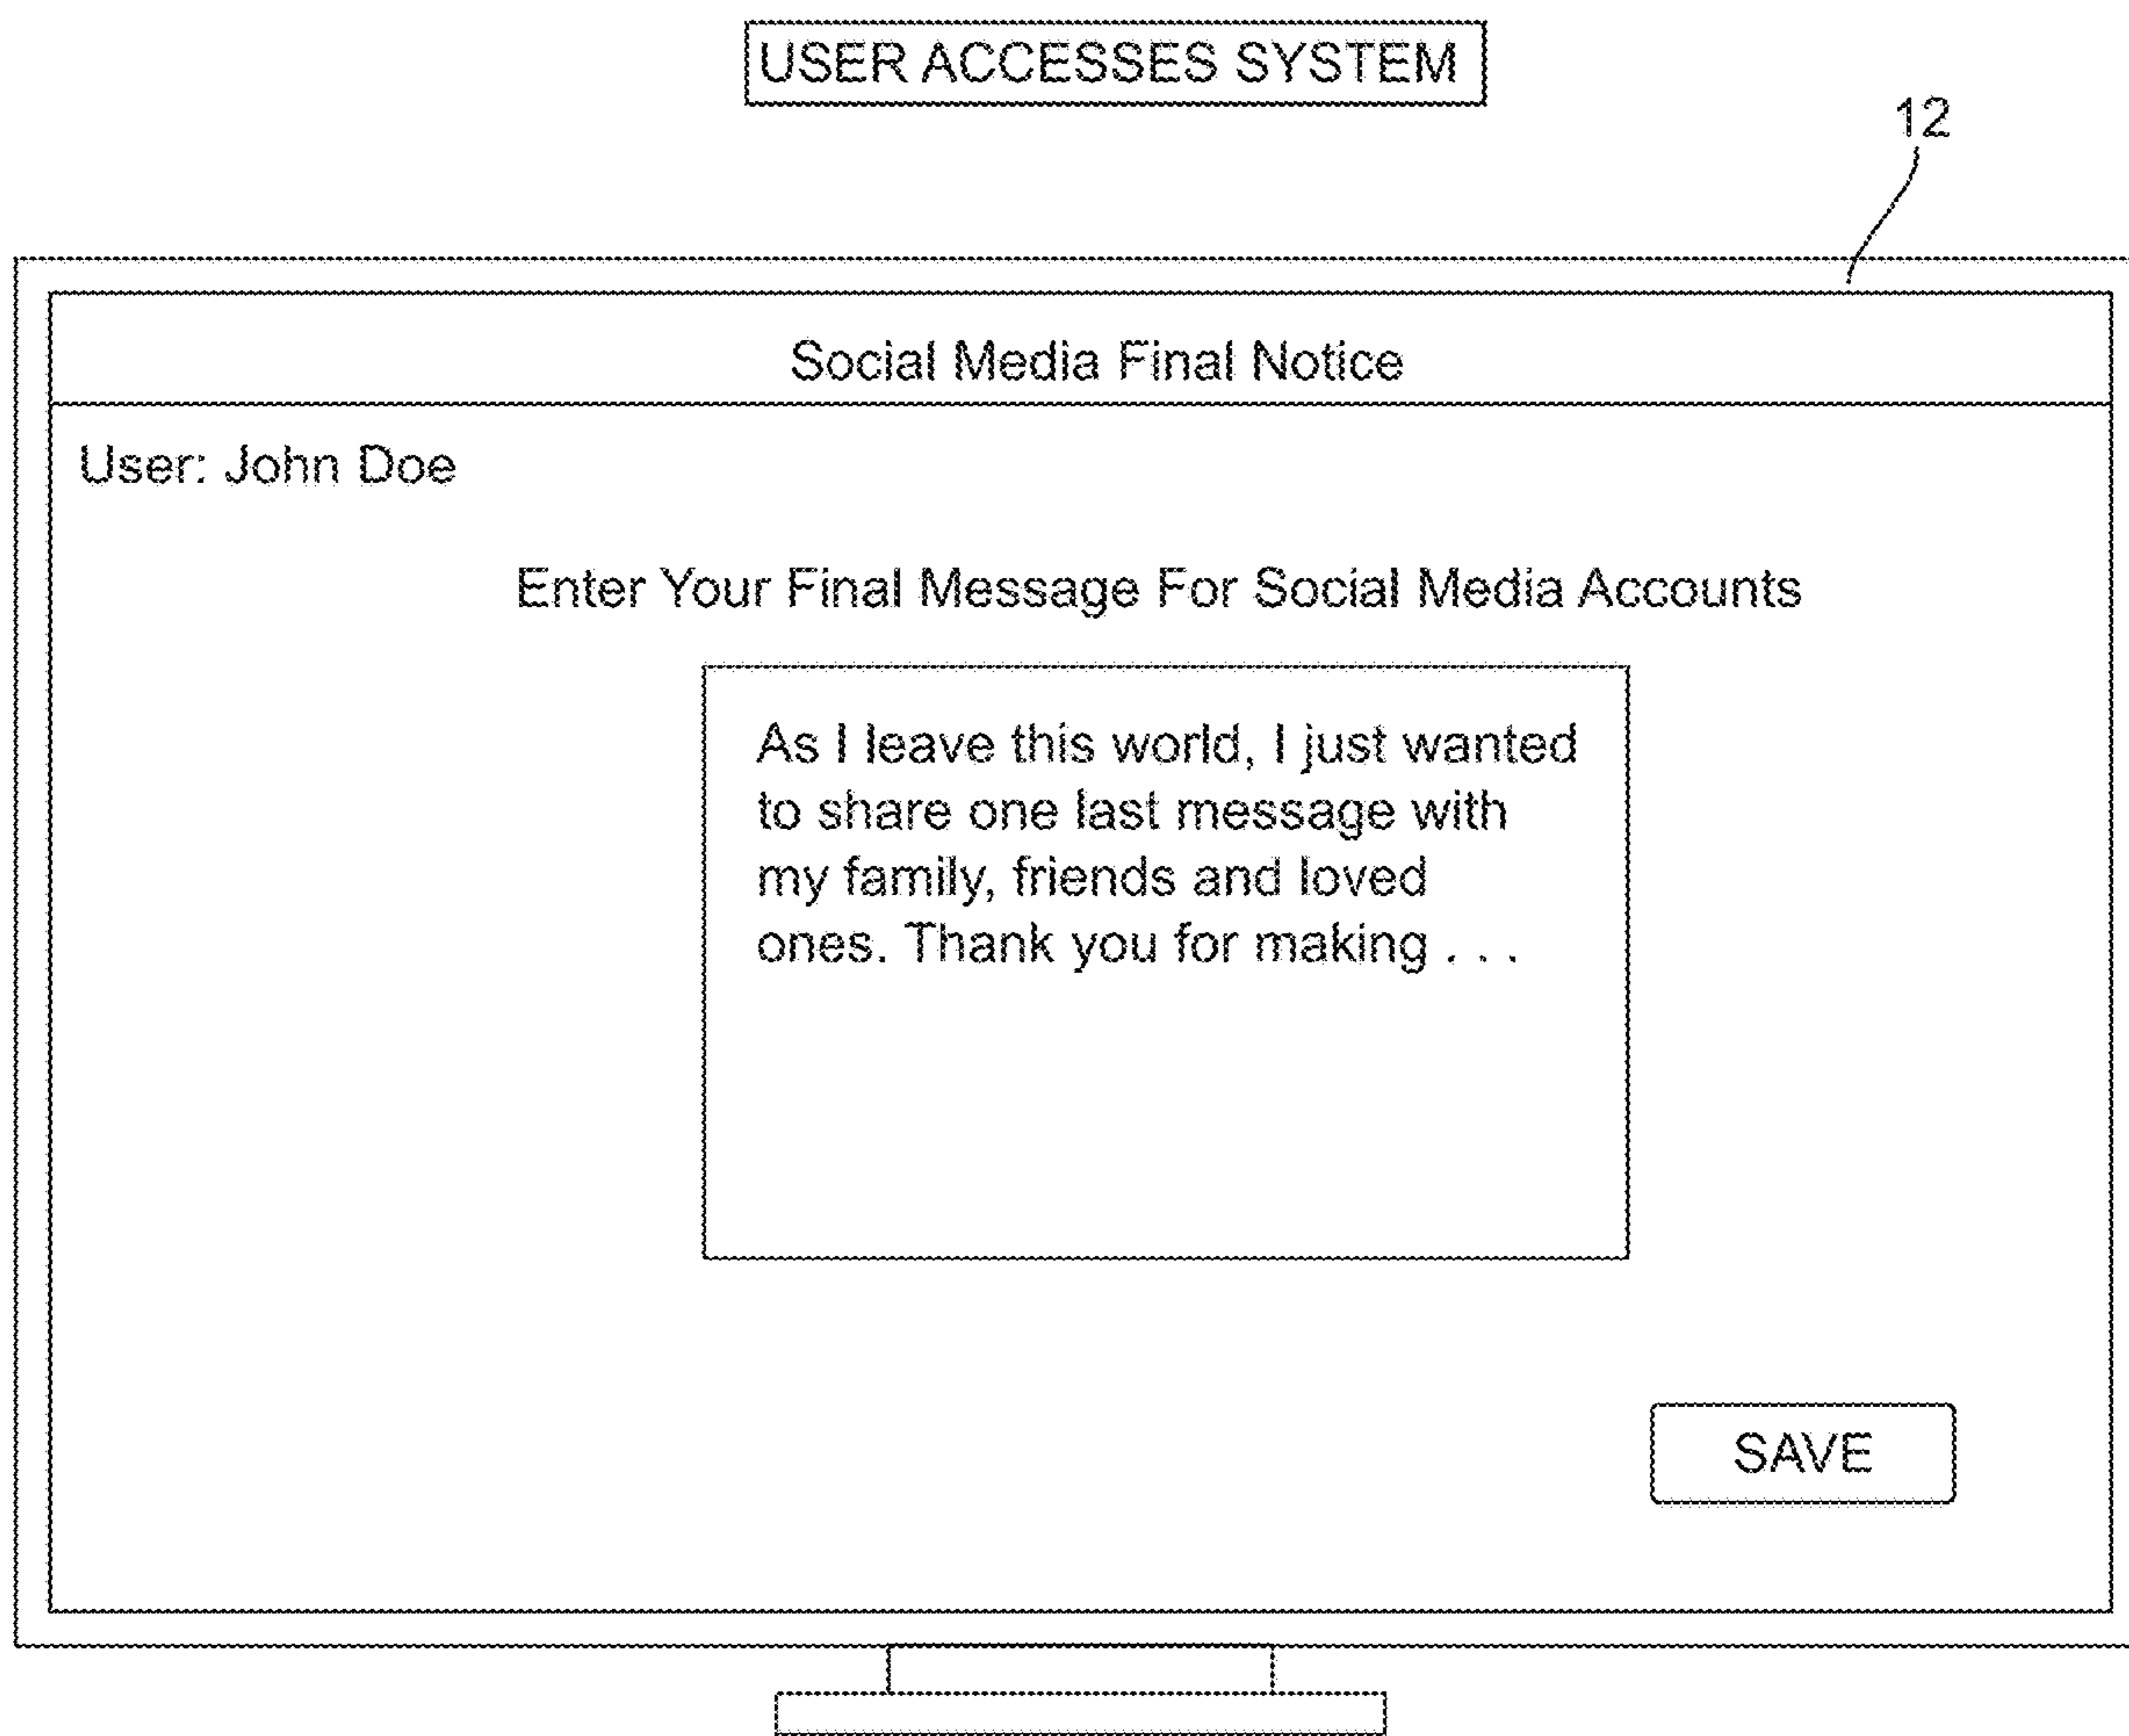 USER ACCESSES SYSTEM
12
Social Media Final Notice
User: John Doe
Enter Your Final Message For Social Media Accounts
As I leave this world, I just wanted
to share one last message with
my family, friends and loved
ones. Thank you for making . . .
SAVE